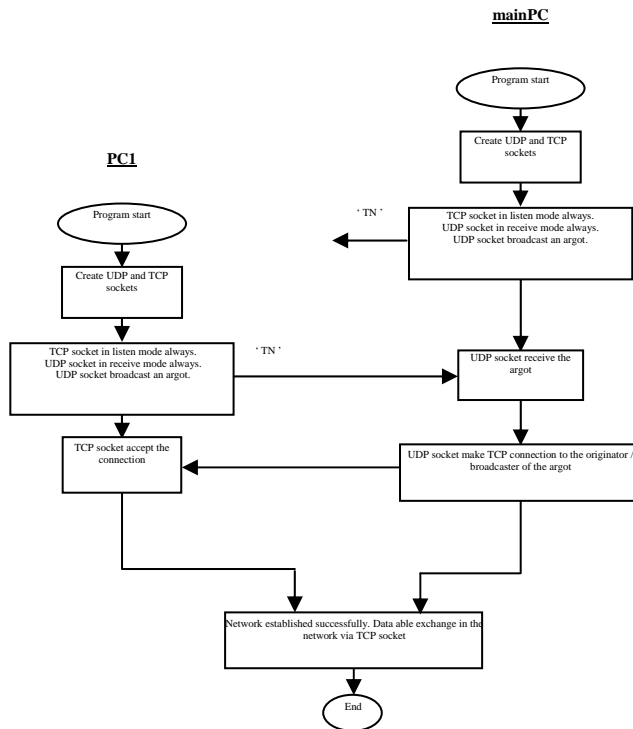 mainPC
Program start
Create UDP and TCP
sockets
PC1
‘ TN ’
TCP socket in listen mode always.
UDP socket in receive mode always.
UDP socket broadcast an argot.
Program start
Create UDP and TCP
sockets
TCP socket in listen mode always.
UDP socket in receive mode always.
UDP socket broadcast an argot.
‘ TN ’
UDP socket receive the
argot
TCP socket accept the
connection
UDP socket make TCP connection to the originator /
broadcaster of the argot
Network established successfully. Data able exchange in the
network via TCP socket
End